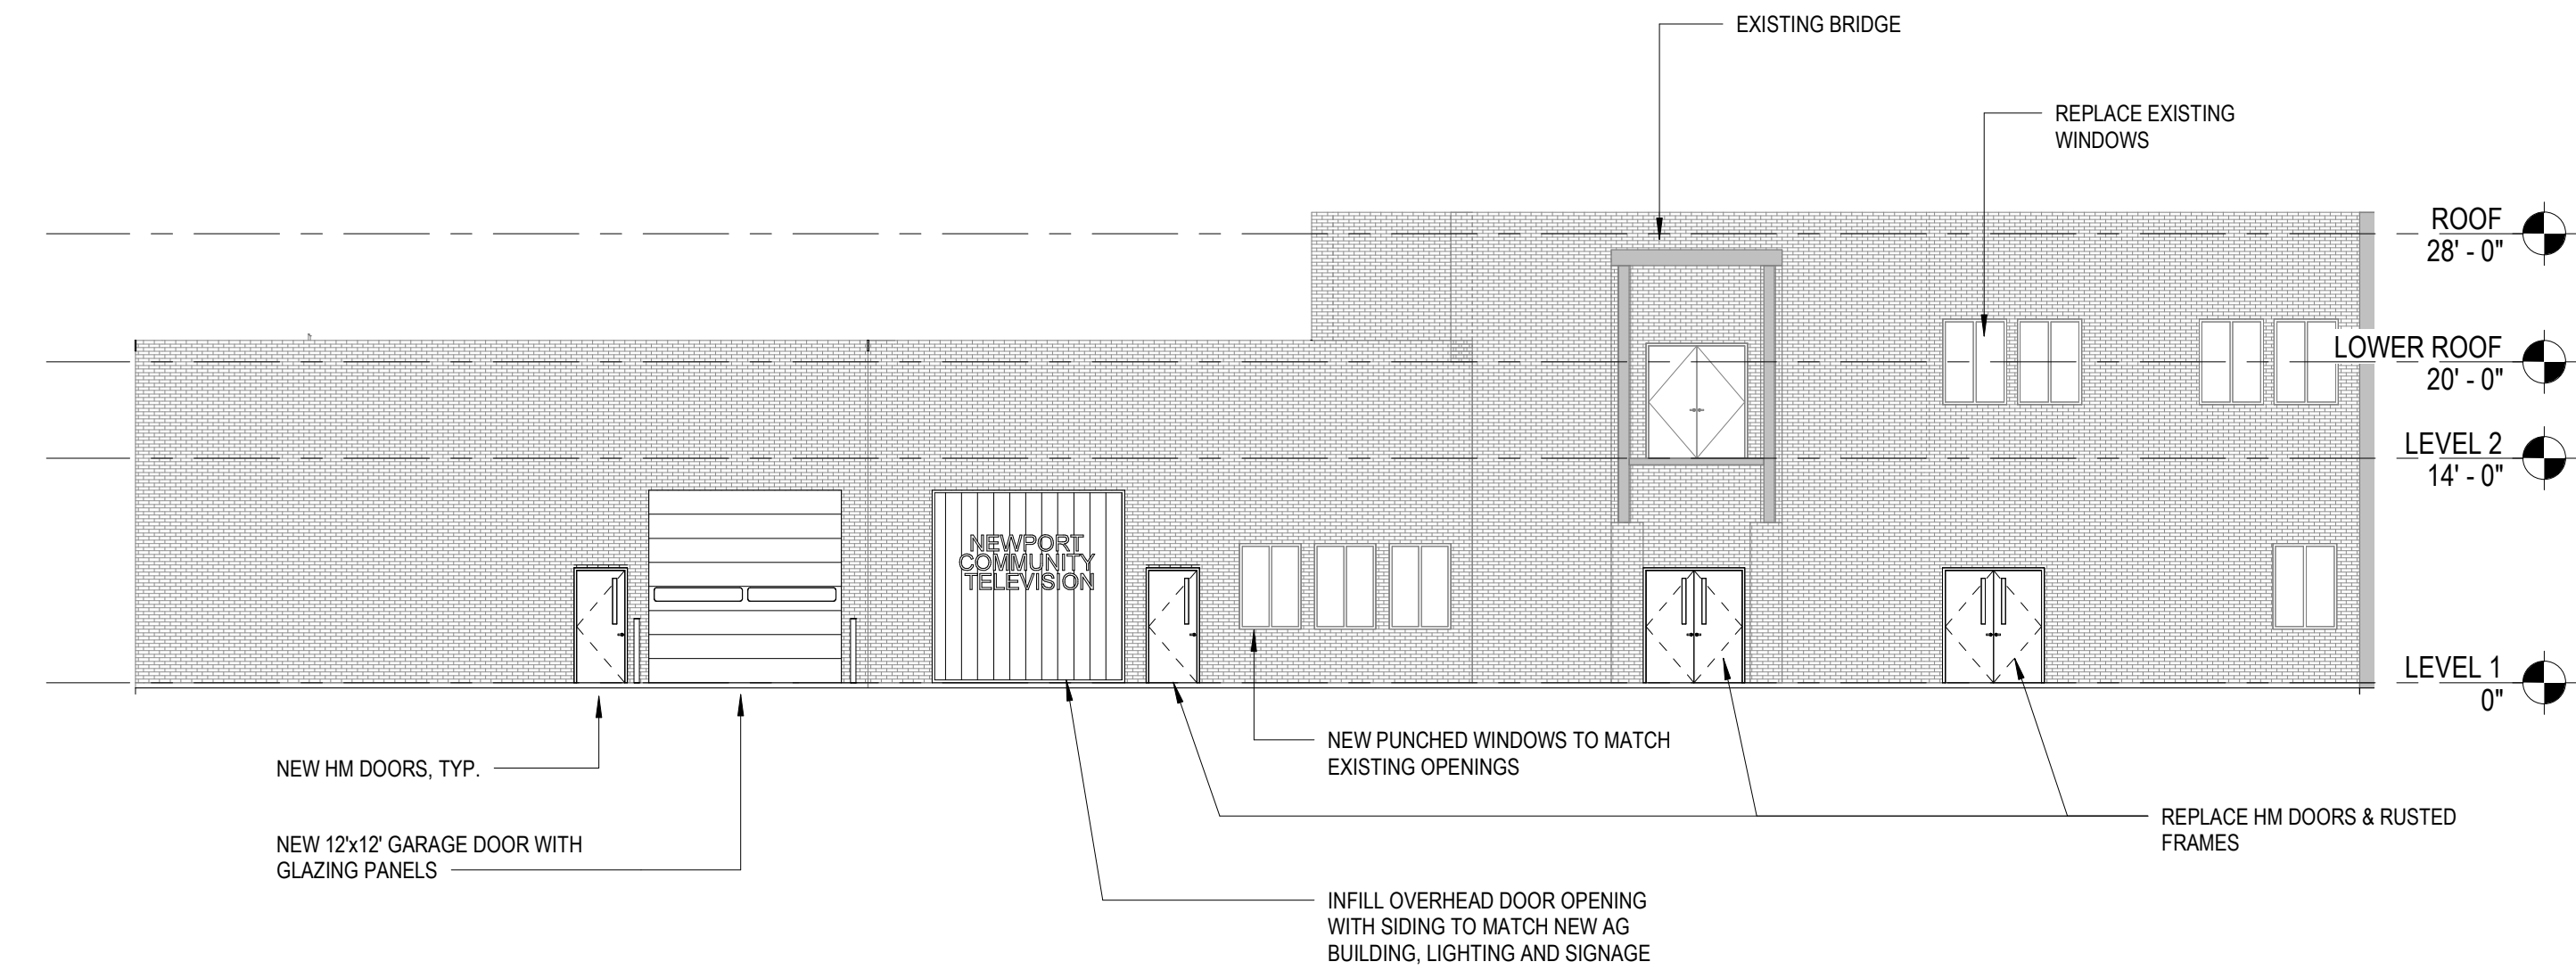 EXISTING BRIDGE
REPLACE EXISTING
WINDOWS
ROOF
28' - 0"
LOWER ROOF
20' - 0"
LEVEL 2
14' - 0"
NEWPORT
COMMUNITY
TELEVISION
LEVEL 1
0"
NEW HM DOORS, TYP.
NEW 12'x12' GARAGE DOOR WITH
GLAZING PANELS
NEW PUNCHED WINDOWS TO MATCH
EXISTING OPENINGS
REPLACE HM DOORS & RUSTED
FRAMES
INFILL OVERHEAD DOOR OPENING
WITH SIDING TO MATCH NEW AG
BUILDING, LIGHTING AND SIGNAGE